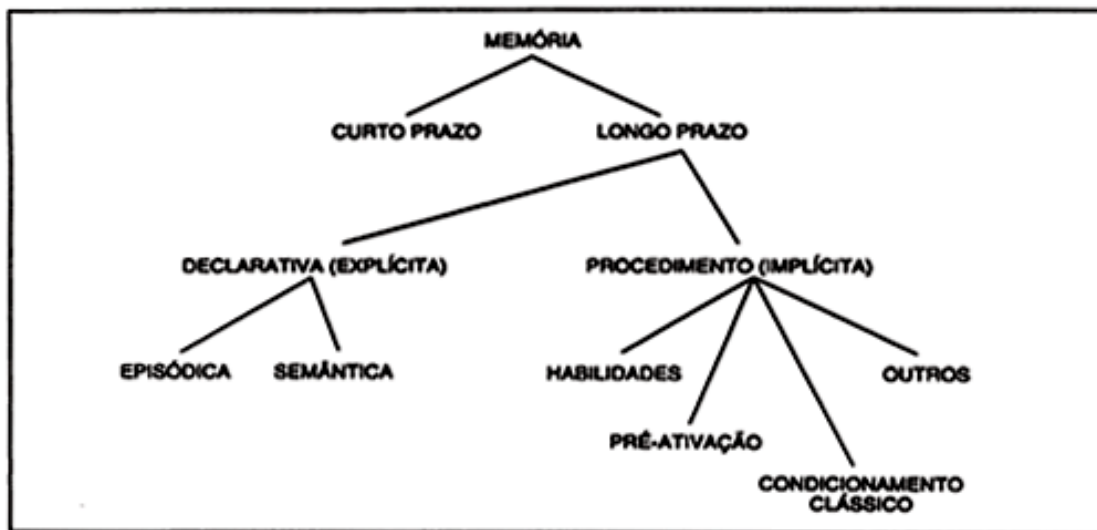 MEMÓRIA
CURTO PRAZO
LONGO PRAZO
DECLARATIVA (EXPLÍCITA)
PROCEDIMENTO (IMPLÍCITA)
EPISÓDICA
SEMÂNTICA
HABILIDADES
OUTROS
PRÉ-ATIVAÇÃO
CONDICIONAMENTO
CLÁSSICO